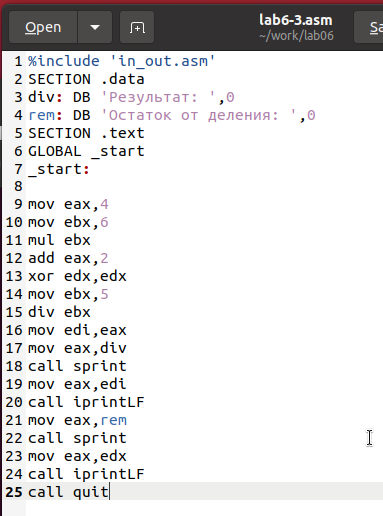 Open lab6-3.asm Sa
~/work/lab06
1 %include 'in_out.asm'
2 SECTION .data
3 div: DB 'Результат: ',0
4 rem: DB 'Остаток от деления: ',0
5 SECTION .text
6 GLOBAL _start
7 _start:
8
9 mov eax,4
10 mov ebx,6
11 mul ebx
12 add eax,2
13 xor edx,edx
14 mov ebx,5
15 div ebx
16 mov edi,eax
17 mov eax,div
18 call sprint
19 mov eax,edi
20 call iprintLF
21 mov eax,rem
22 call sprint
23 mov eax,edx
24 call iprintLF
25 call quit